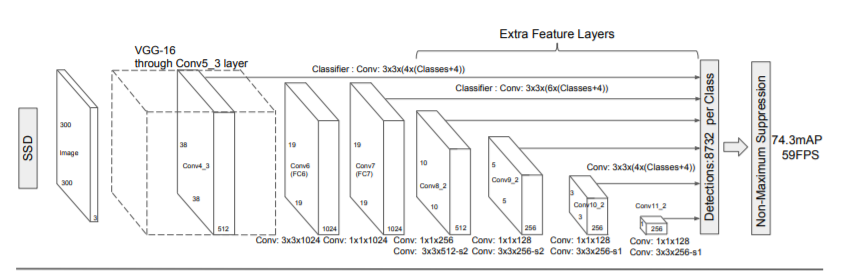 Extra Feature Layers
VGG-16
through Conv5_3 layer
Classifier : Conv: 3x3x(4x(Classes+4))
Classifier : Conv: 3x3x(6x(Classes+4))
Conv: 3x3x(4x(Classes+4))
SSD
300
Image
300
3
38
Conv4_3
38
512
19
Conv6
(FC6)
19
1024
19
Conv7
(FC7)
19
1024
10
Conv8_2
10
512
5
Conv9_2
5
256
3
Conv10_2
3
256
Conv11_2
1
256
Conv: 3x3x1024
Conv: 1x1x1024
Conv: 1x1x256
Conv: 3x3x512-s2
Conv: 1x1x128
Conv: 3x3x256-s2
Conv: 1x1x128
Conv: 3x3x256-s1
Conv: 1x1x128
Conv: 3x3x256-s1
Detections:8732 per Class
Non-Maximum Suppression
74.3mAP
59FPS